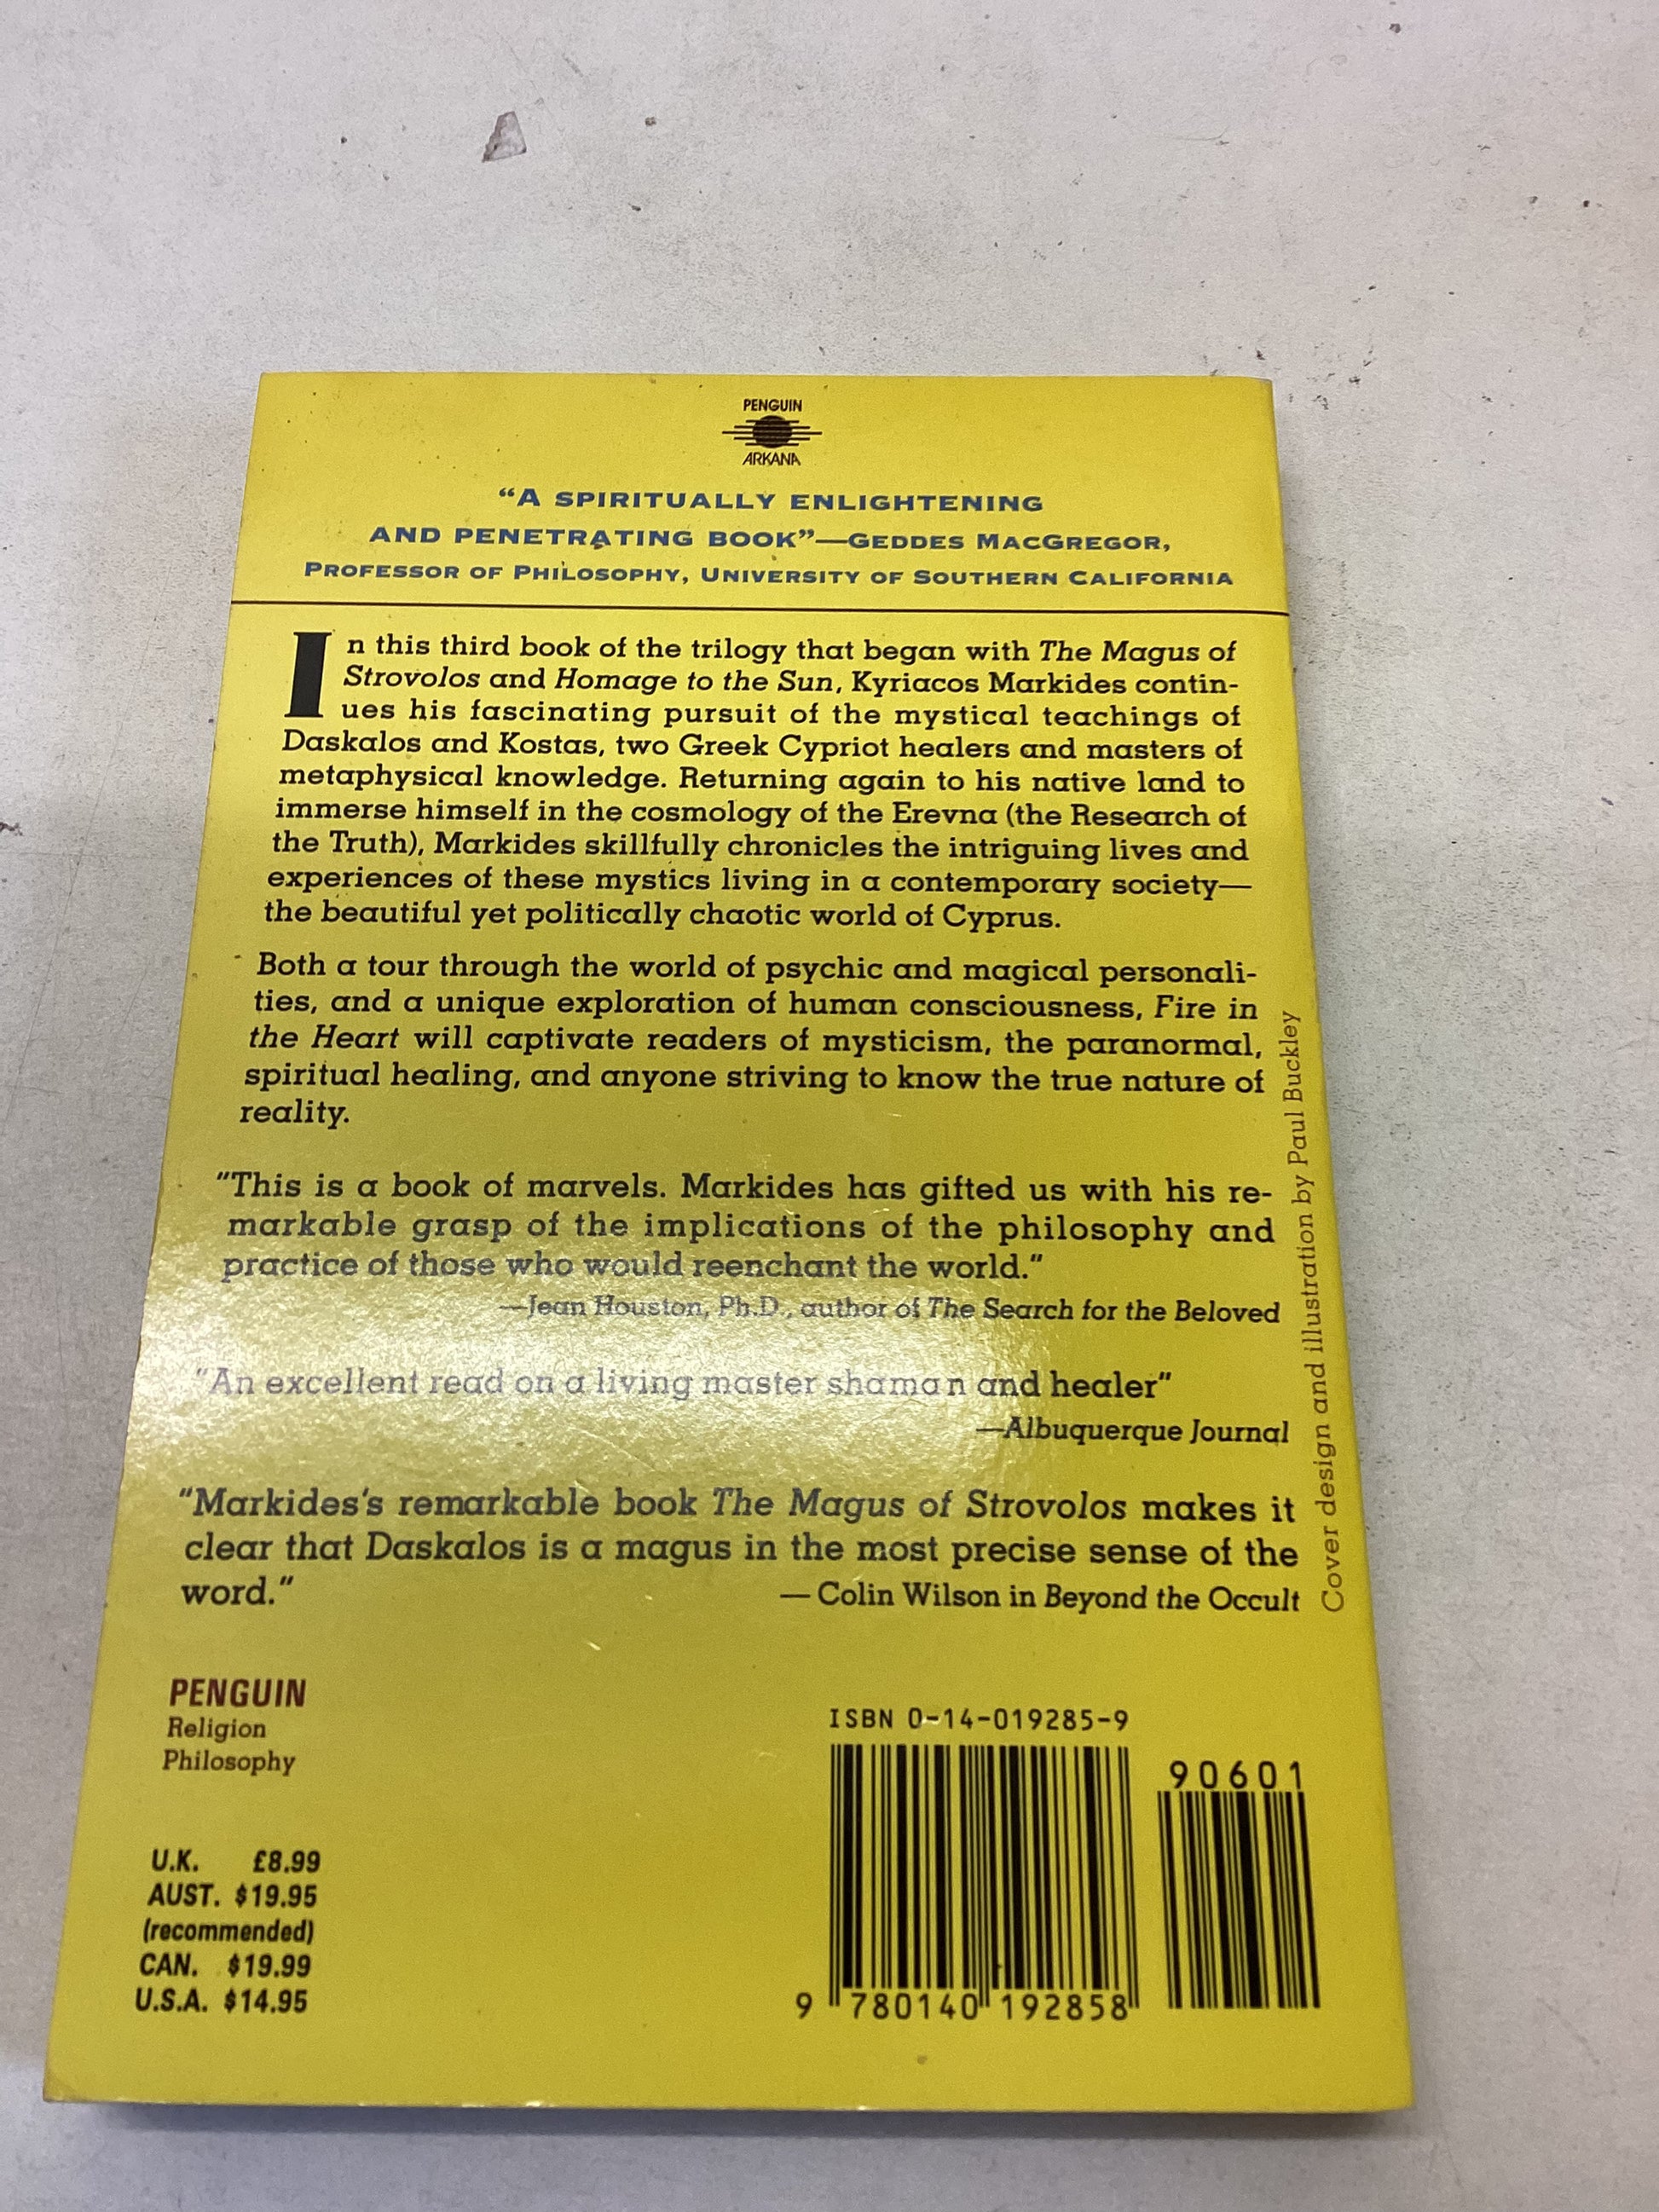 PENGUIN
ARKANA
“A SPIRITUALLY ENLIGHTENING
AND PENETRATING BOOK”—GEDDES MACGREGOR,
PROFESSOR OF PHILOSOPHY, UNIVERSITY OF SOUTHERN CALIFORNIA
In this third book of the trilogy that began with The Magus of
Strovolos and Homage to the Sun, Kyriacos Markides contin-
ues his fascinating pursuit of the mystical teachings of
Daskalos and Kostas, two Greek Cypriot healers and masters of
metaphysical knowledge. Returning again to his native land to
immerse himself in the cosmology of the Erevna (the Research of
the Truth), Markides skillfully chronicles the intriguing lives and
experiences of these mystics living in a contemporary society—
the beautiful yet politically chaotic world of Cyprus.
Both a tour through the world of psychic and magical personali-
ties, and a unique exploration of human consciousness, Fire in
the Heart will captivate readers of mysticism, the paranormal,
spiritual healing, and anyone striving to know the true nature of
reality.
"This is a book of marvels. Markides has gifted us with his re-
markable grasp of the implications of the philosophy and
practice of those who would reenchant the world."
—Jean Houston, Ph.D., author of The Search for the Beloved
"An excellent read on a living master shaman and healer"
—Albuquerque Journal
"Markides's remarkable book The Magus of Strovolos makes it
clear that Daskalos is a magus in the most precise sense of the
word." — Colin Wilson in Beyond the Occult
Cover design and illustration by Paul Buckley
PENGUIN
Religion
Philosophy
U.K. £8.99
AUST. $19.95
(recommended)
CAN. $19.99
U.S.A. $14.95
ISBN 0-14-019285-9
90601
9 780140 192858